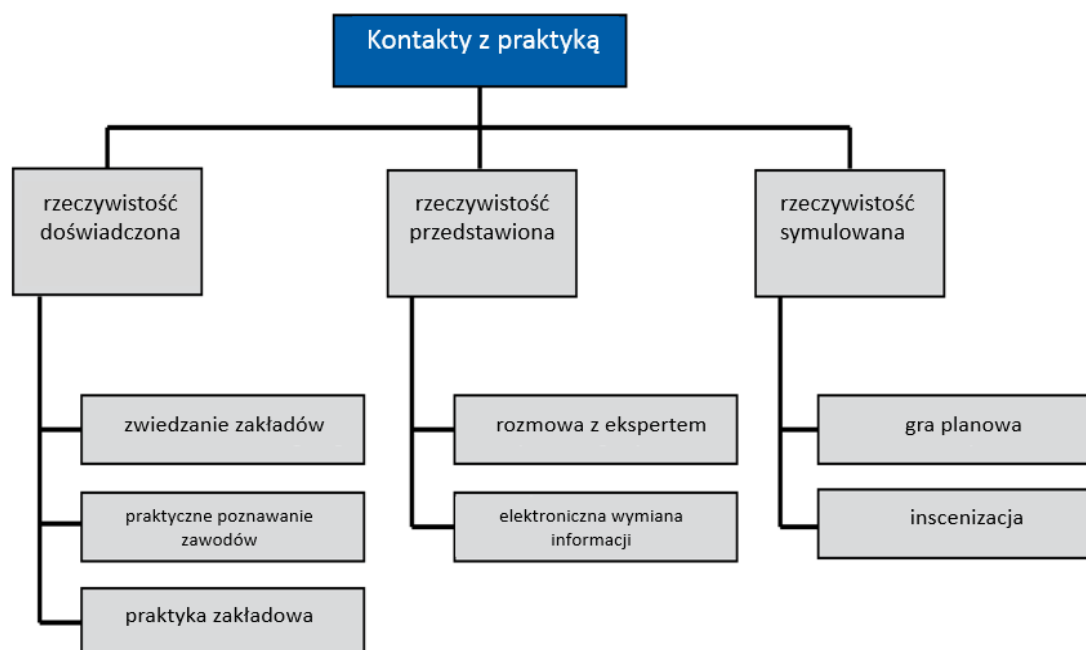 Kontakty z praktyką
rzeczywistość
doświadczona
rzeczywistość
przedstawiona
rzeczywistość
symulowana
zwiedzanie zakładów
praktyczne poznawanie
zawodów
praktyka zakładowa
rozmowa z ekspertem
elektroniczna wymiana
informacji
gra planowa
inscenizacja